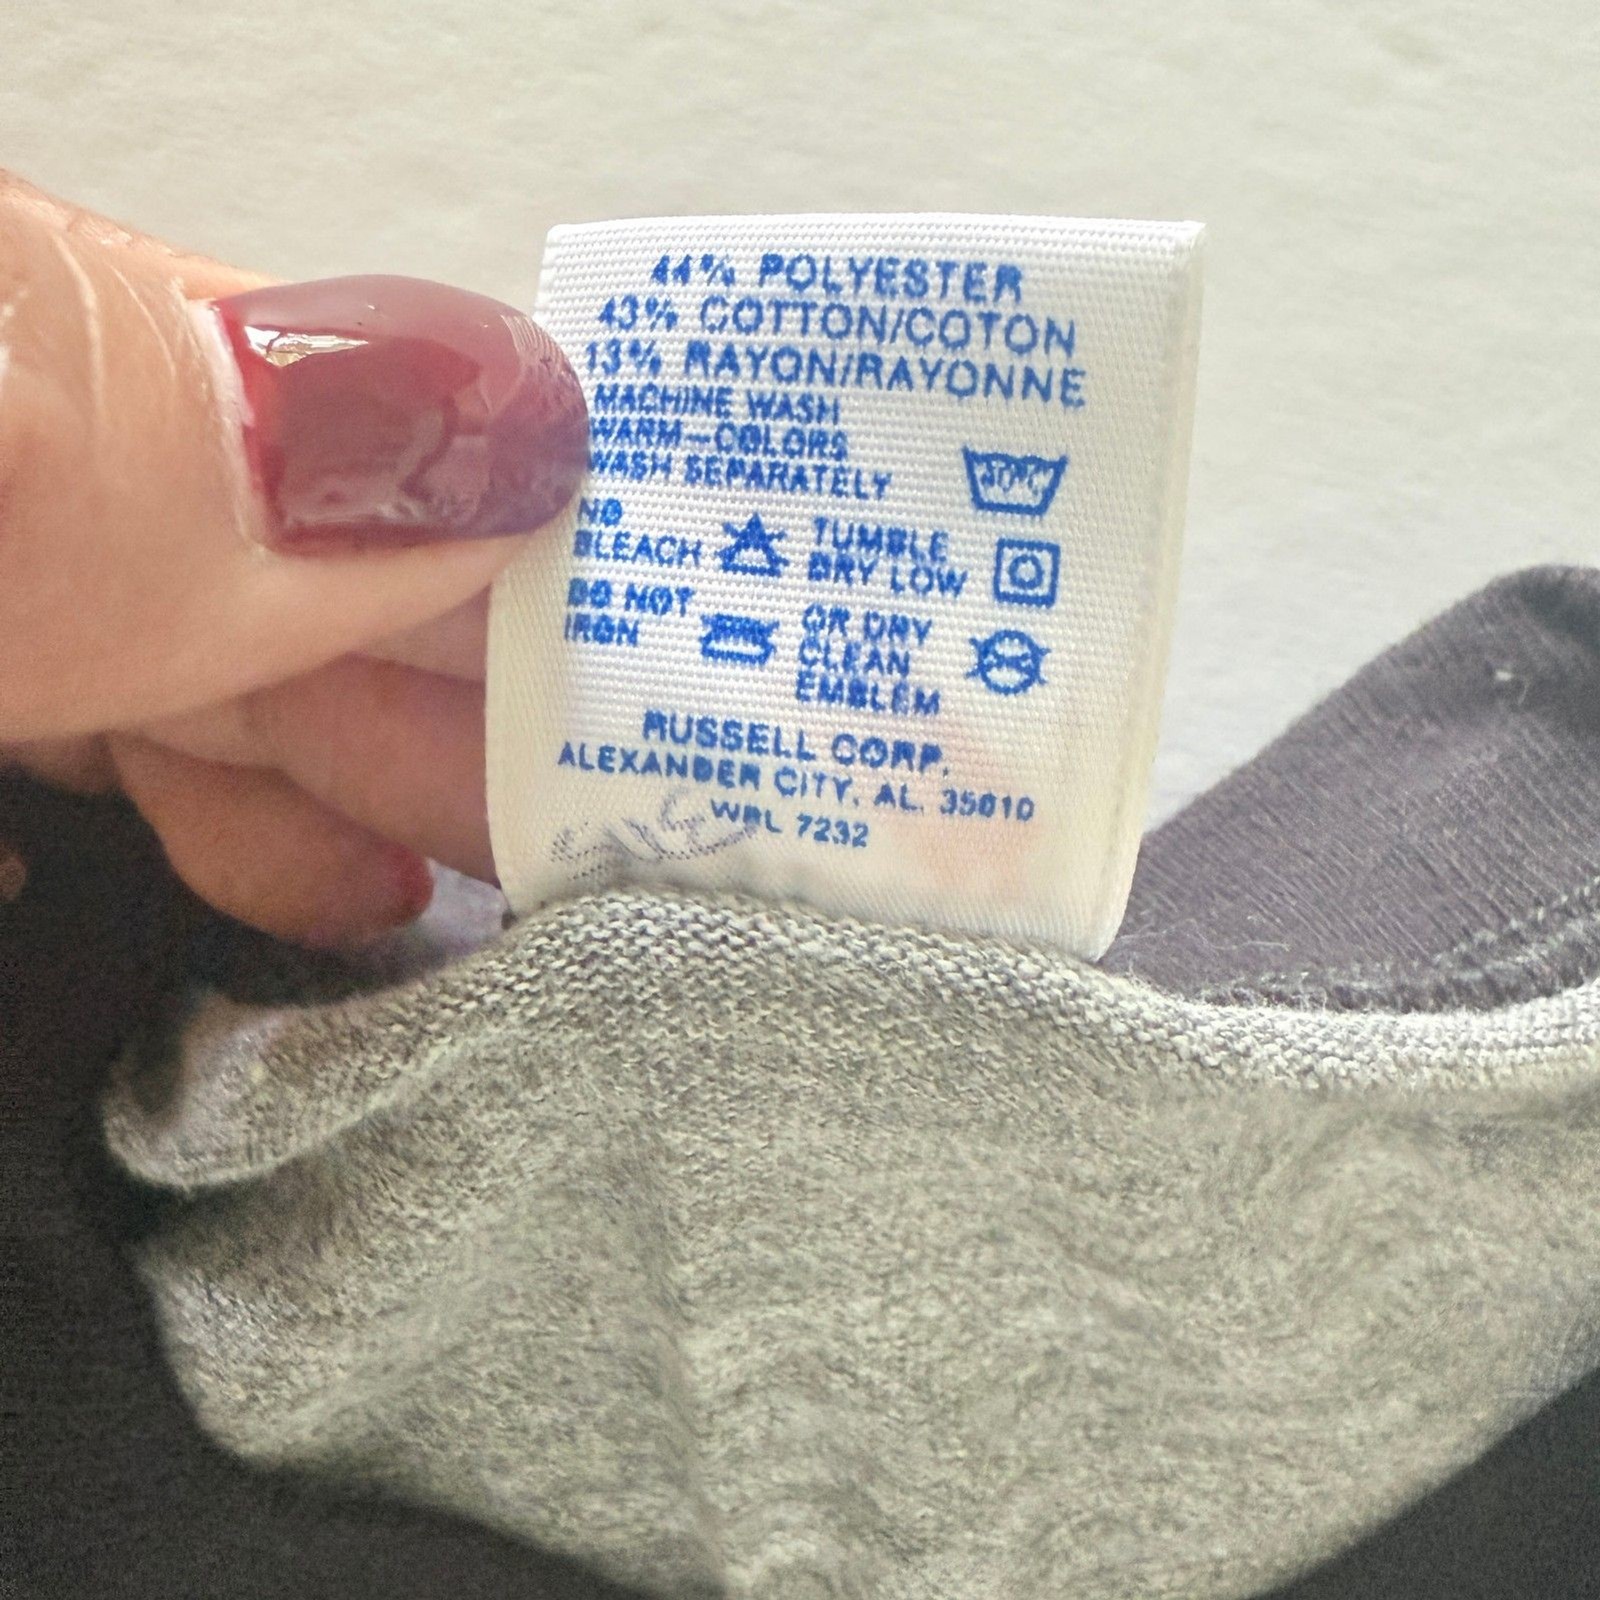 44% POLYESTER
43% COTTON/COTON
13% RAYON/RAYONNE
MACHINE WASH
WARM—COLORS
WASH SEPARATELY
50°C
NO
BLEACH
TUMBLE
DRY LOW
DO NOT
IRON
OR DRY
CLEAN
EMBLEM
RUSSELL CORP.
ALEXANDER CITY, AL. 35010
WPL 7232